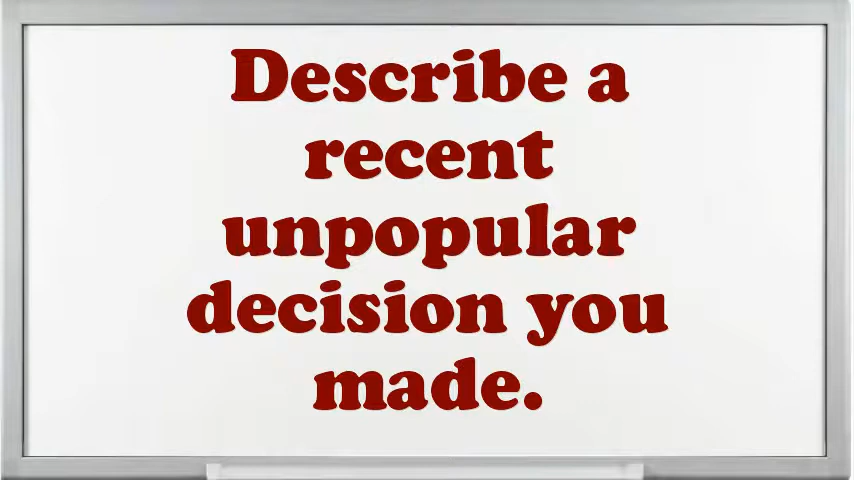 Describe a
recent
unpopular
decision you
made.